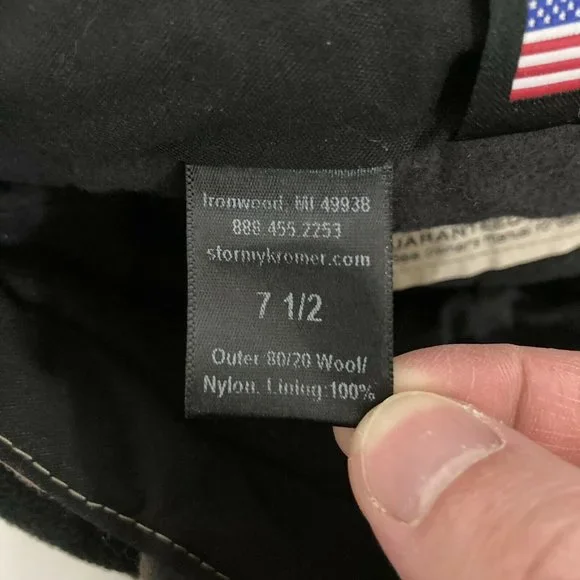 Ironwood, MI 49938
888 455.2253
stormykromer.com
7 1/2
Outer 80/20 Wool/
Nylon. Lining 100%